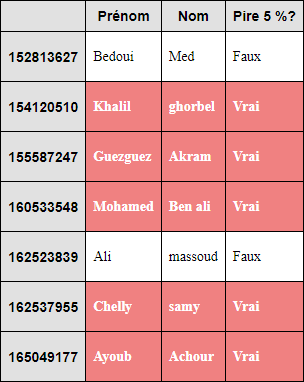 Prénom Nom Pire 5 %?
152813627 Bedoui Med Faux
154120510 Khalil ghorbel Vrai
155587247 Guezguez Akram Vrai
160533548 Mohamed Ben ali Vrai
162523839 Ali massoud Faux
162537955 Chelly samy Vrai
165049177 Ayoub Achour Vrai